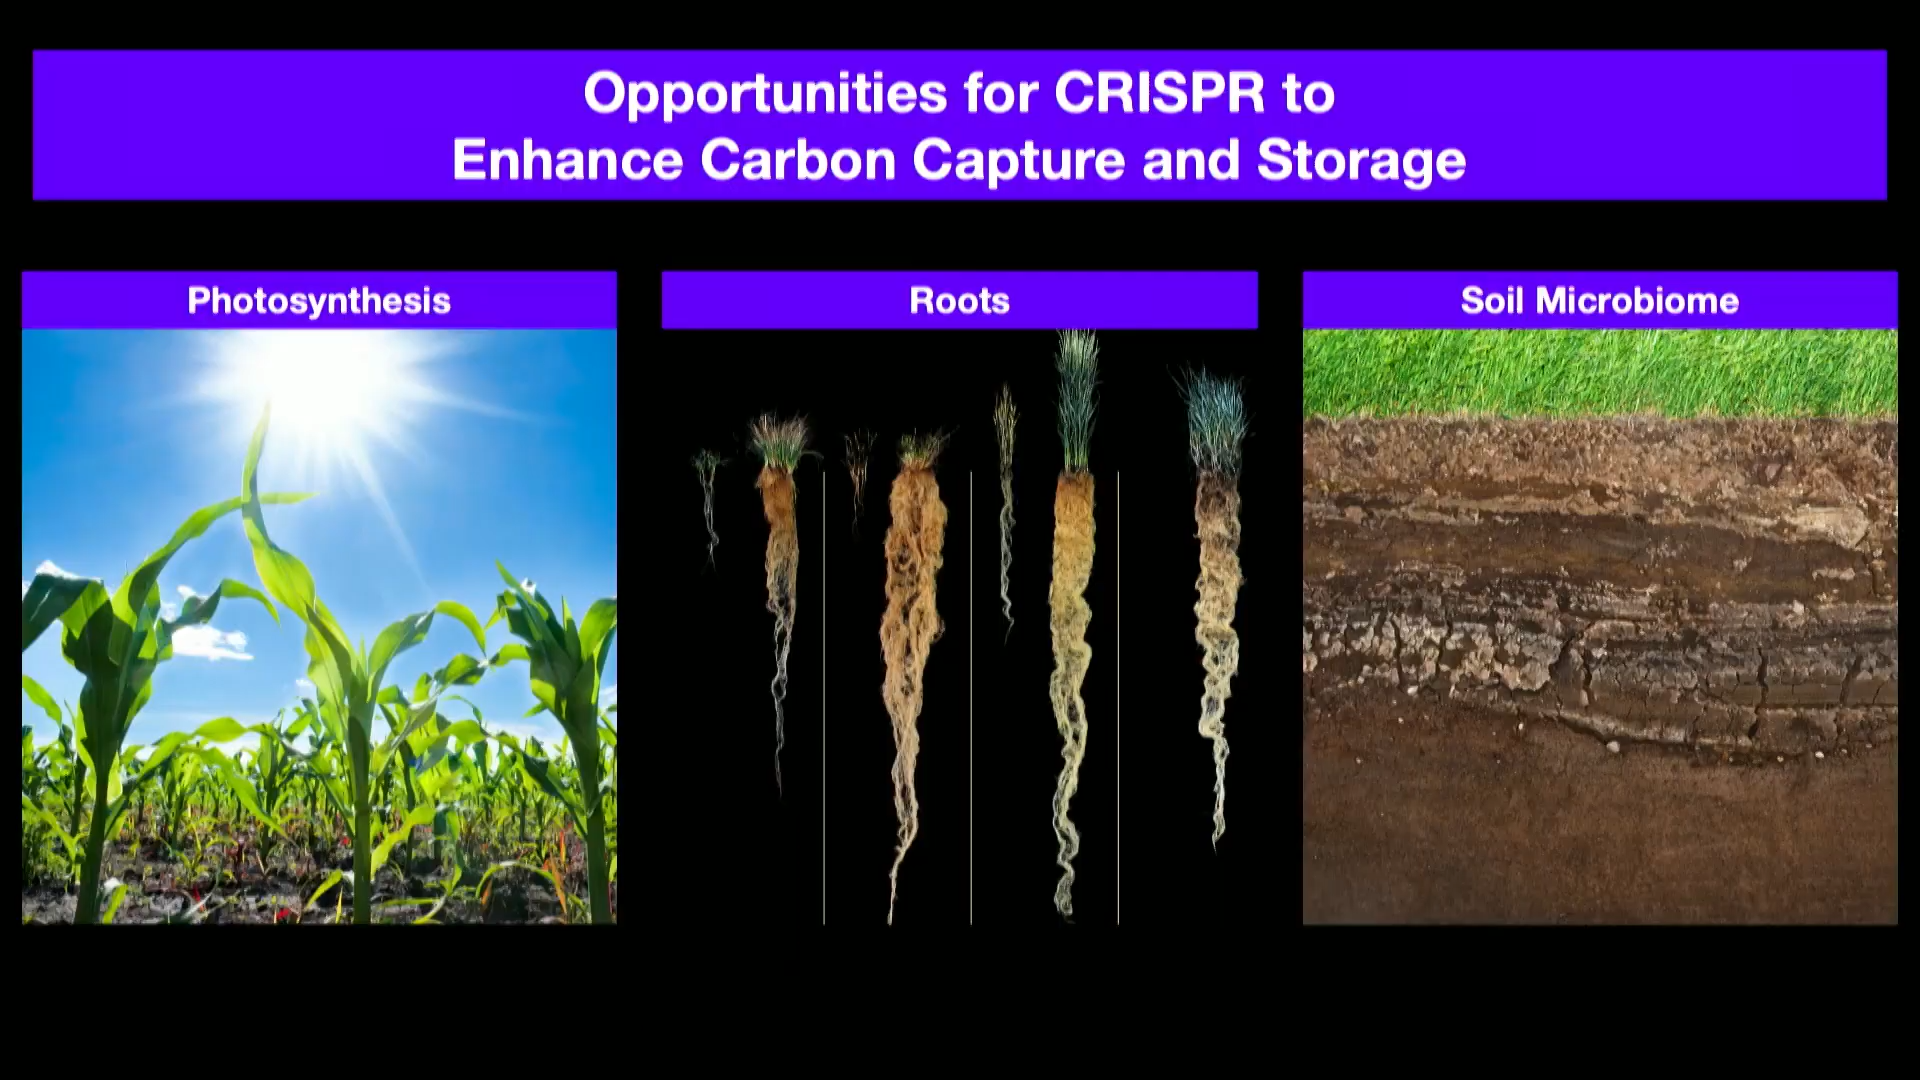 Opportunities for CRISPR to
Enhance Carbon Capture and Storage
Photosynthesis
Roots
Soil Microbiome